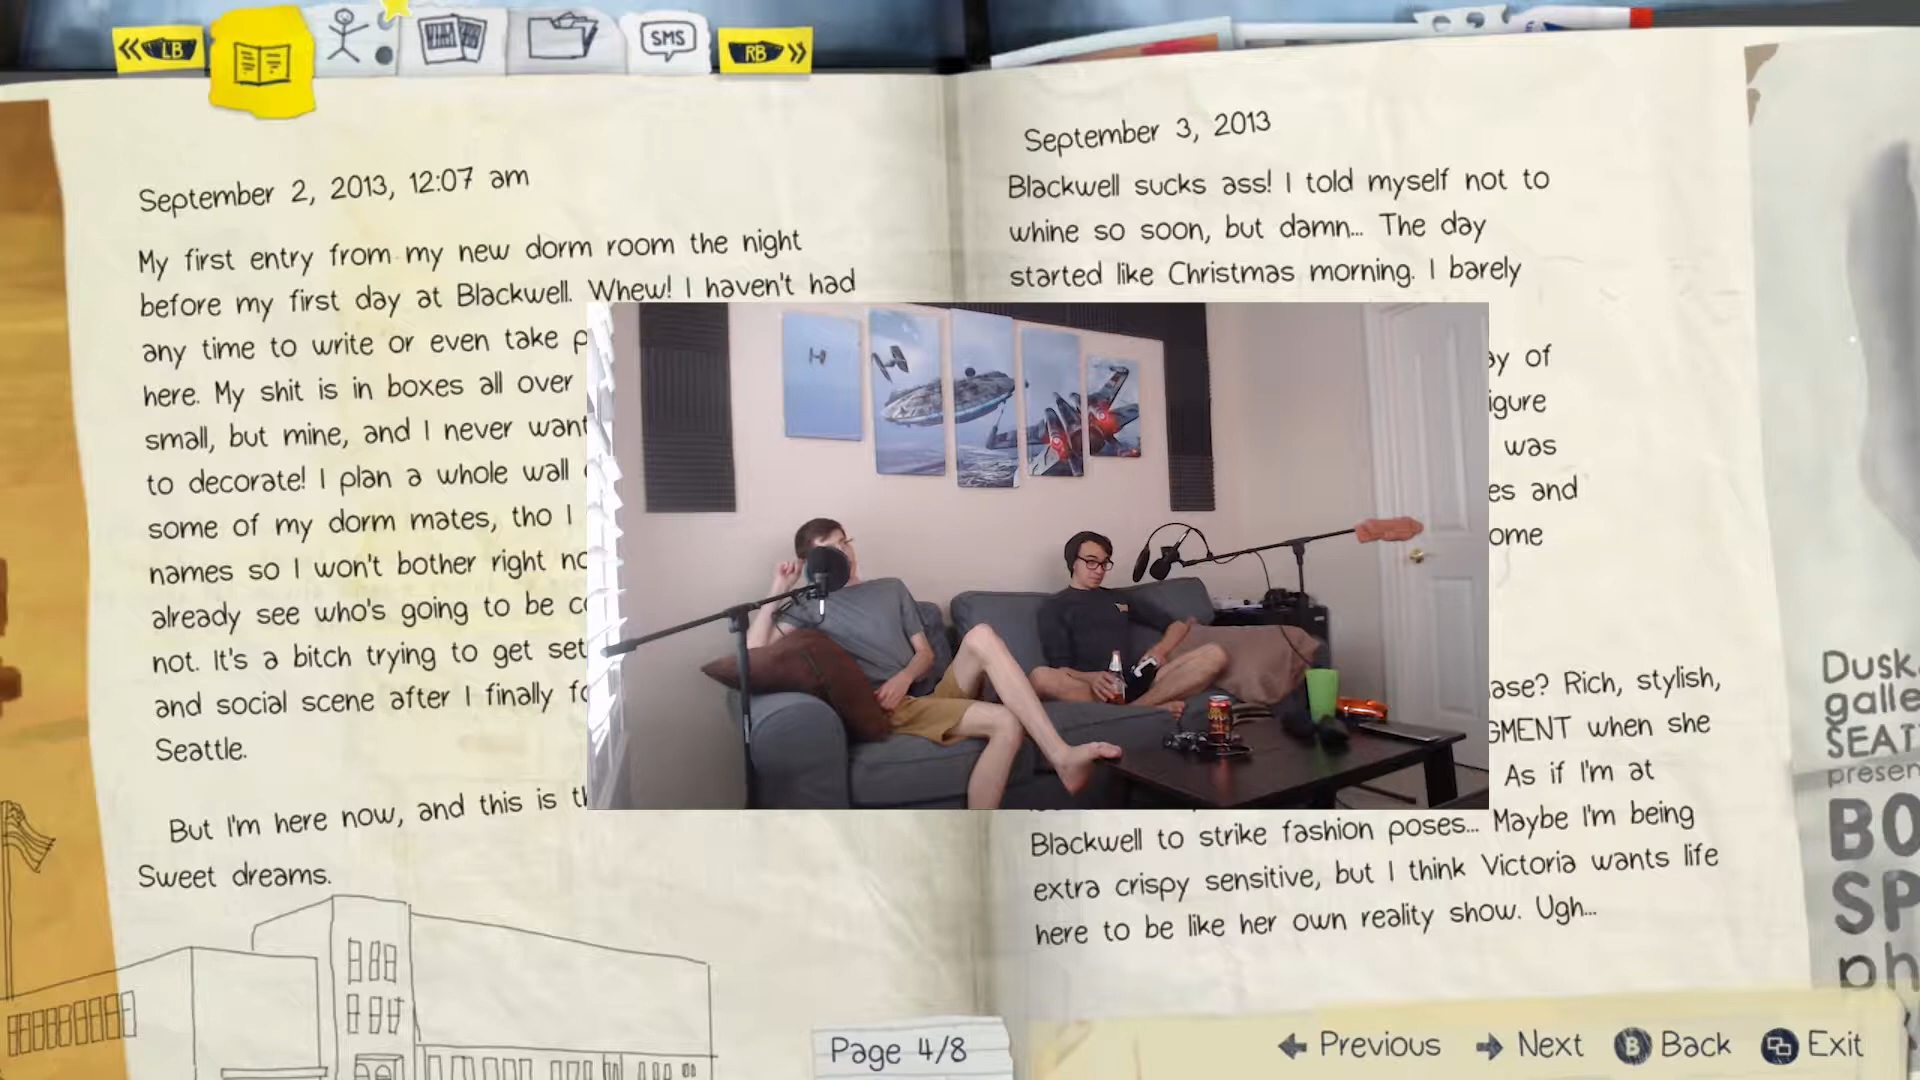 LB
SMS
RB
September 2, 2013, 12:07 am
My first entry from my new dorm room the night
before my first day at Blackwell. Whew! I haven't had
any time to write or even take
here. My shit is in boxes all over
small, but mine, and I never
to decorate! I plan a whole wall
some of my dorm mates, tho I
names so I won't bother right
already see who's going to be
not. It's a bitch trying to get
and social scene after I finally
Seattle.
But I'm here now, and this is
Sweet dreams.
September 3, 2013
Blackwell sucks ass! I told myself not to
whine so soon, but damn... The day
started like Christmas morning. I barely
of
was
and
Rich, stylish,
when she
As if I'm at
Blackwell to strike fashion poses... Maybe I'm being
extra crispy sensitive, but I think Victoria wants life
here to be like her own reality show. Ugh...
presen
Page 4/8
Previous
Next
B Back
Exit